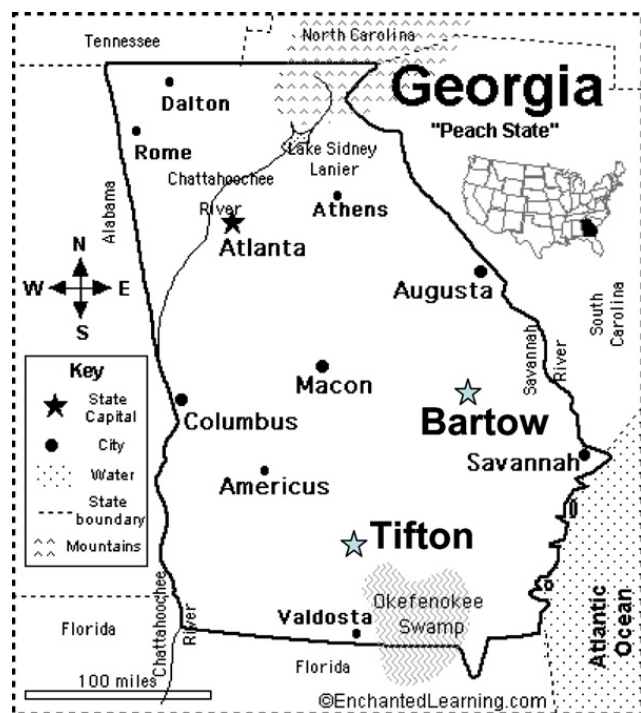 Tennessee
North Carolina
Georgia
"Peach State"
Dalton
Rome
Lake Sidney
Lanier
Chattahoochee
River
Athens
Alabama
Atlanta
N
W E
S
Augusta
South
Carolina
Savannah
River
Key
State
Capital
City
Water
State
boundary
Mountains
Macon
Columbus
Bartow
Savannah
Americus
Tifton
Okefenokee
Swamp
Valdosta
Chattahoochee
River
Florida
Florida
Atlantic
Ocean
100 miles
©EnchantedLearning.com